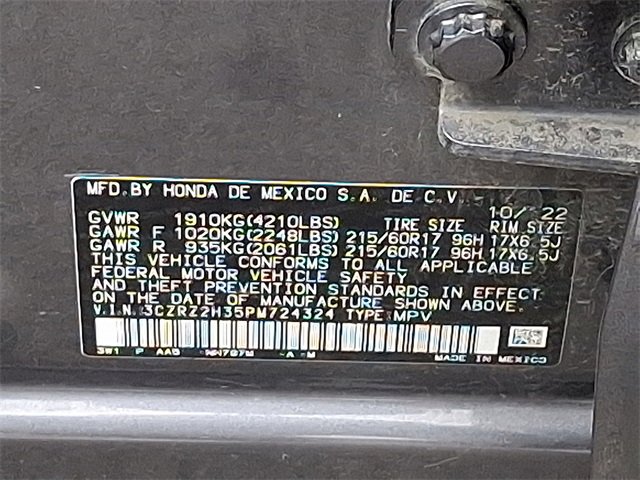 MFD. BY HONDA DE MEXICO S.A. DE C.V.
10/22
GVWR 1910KG(4210LBS) TIRE SIZE RIM SIZE
GAWR F 1020KG(2248LBS) 215/60R17 96H 17X6.5J
GAWR R 935KG(2061LBS) 215/60R17 96H 17X6.5J
THIS VEHICLE CONFORMS TO ALL APPLICABLE
FEDERAL MOTOR VEHICLE SAFETY
AND THEFT PREVENTION STANDARDS IN EFFECT
ON THE DATE OF MANUFACTURE SHOWN ABOVE.
V.I.N. 3CZRZ2H35PM724324 TYPE: MPV
MADE IN MEXICO